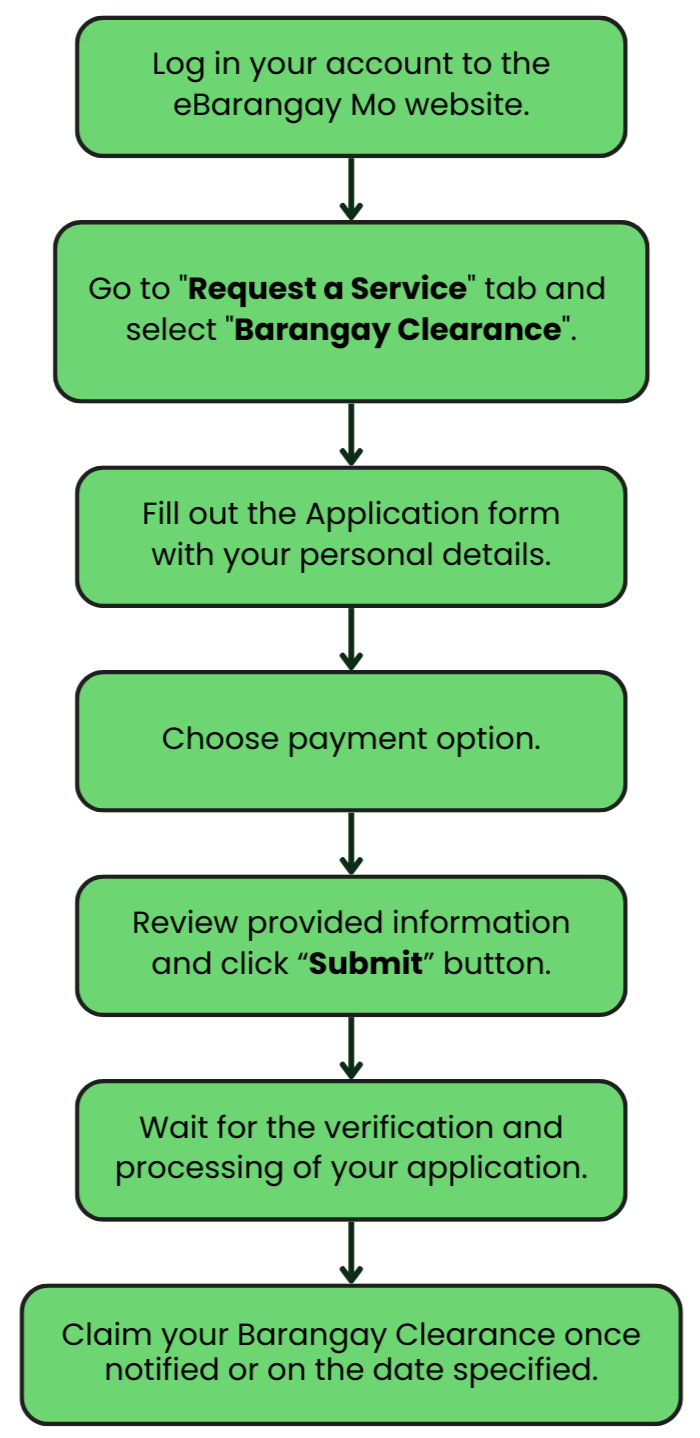 Log in your account to the
eBarangay Mo website.
Go to "Request a Service" tab and
select "Barangay Clearance".
Fill out the Application form
with your personal details.
Choose payment option.
Review provided information
and click “Submit” button.
Wait for the verification and
processing of your application.
Claim your Barangay Clearance once
notified or on the date specified.